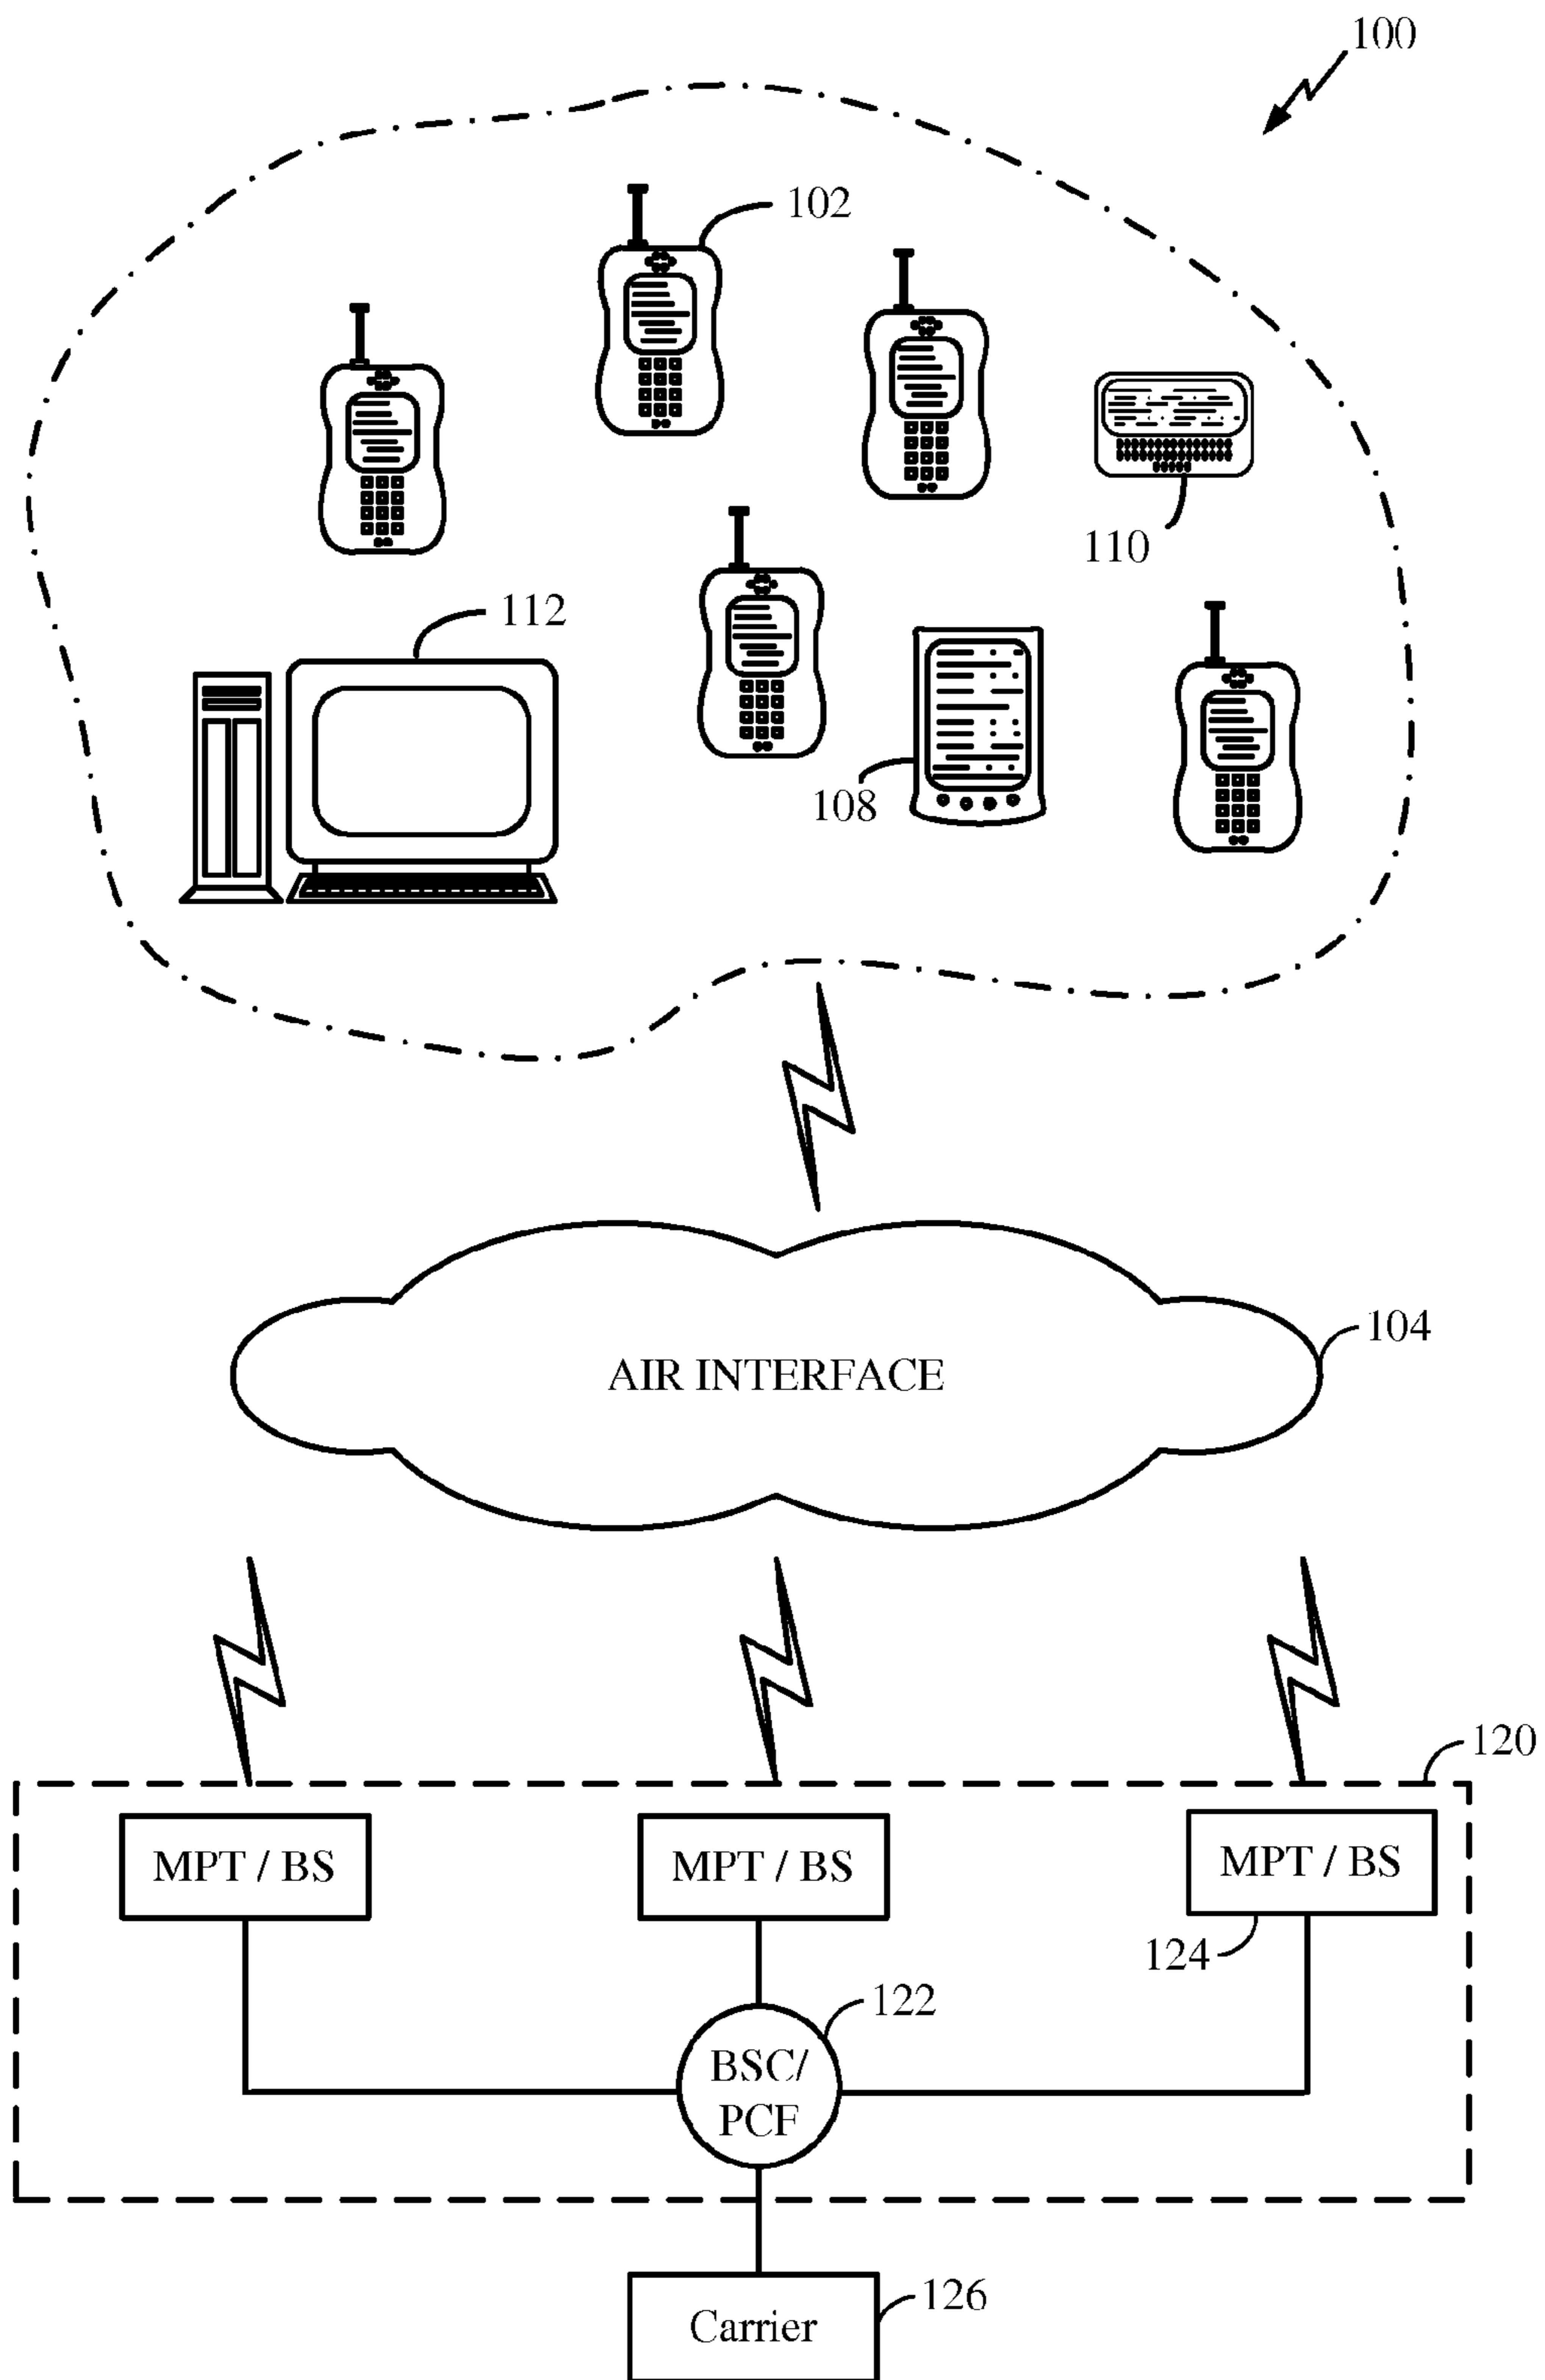 100
102
110
112
108
104
AIR INTERFACE
120
MPT / BS
MPT / BS
MPT / BS
124
122
BSC/
PCF
126
Carrier